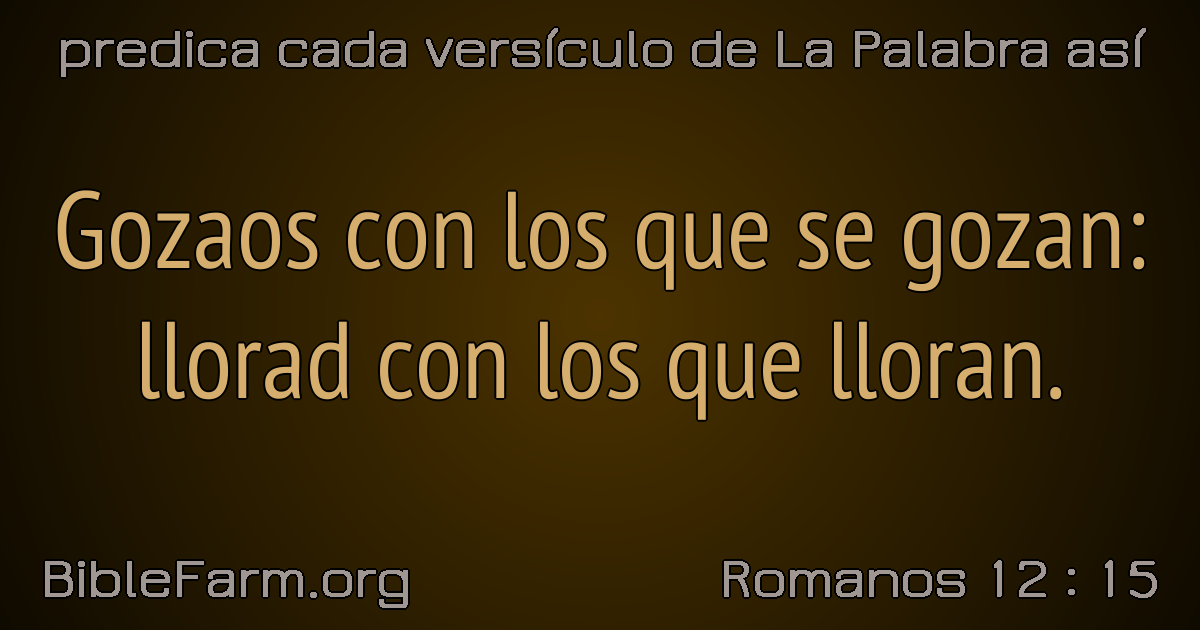 predica cada versículo de La Palabra así
Gozaos con los que se gozan:
llorad con los que lloran.
BibleFarm.org
Romanos 12 : 15